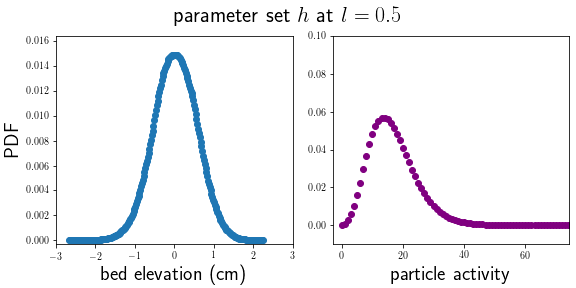 parameter set h at l = 0.5
PDF
0.016
0.014
0.012
0.010
0.008
0.006
0.004
0.002
0.000
−3 −2 −1 0 1 2 3
bed elevation (cm)
0.10
0.08
0.06
0.04
0.02
0.00
0 20 40 60
particle activity